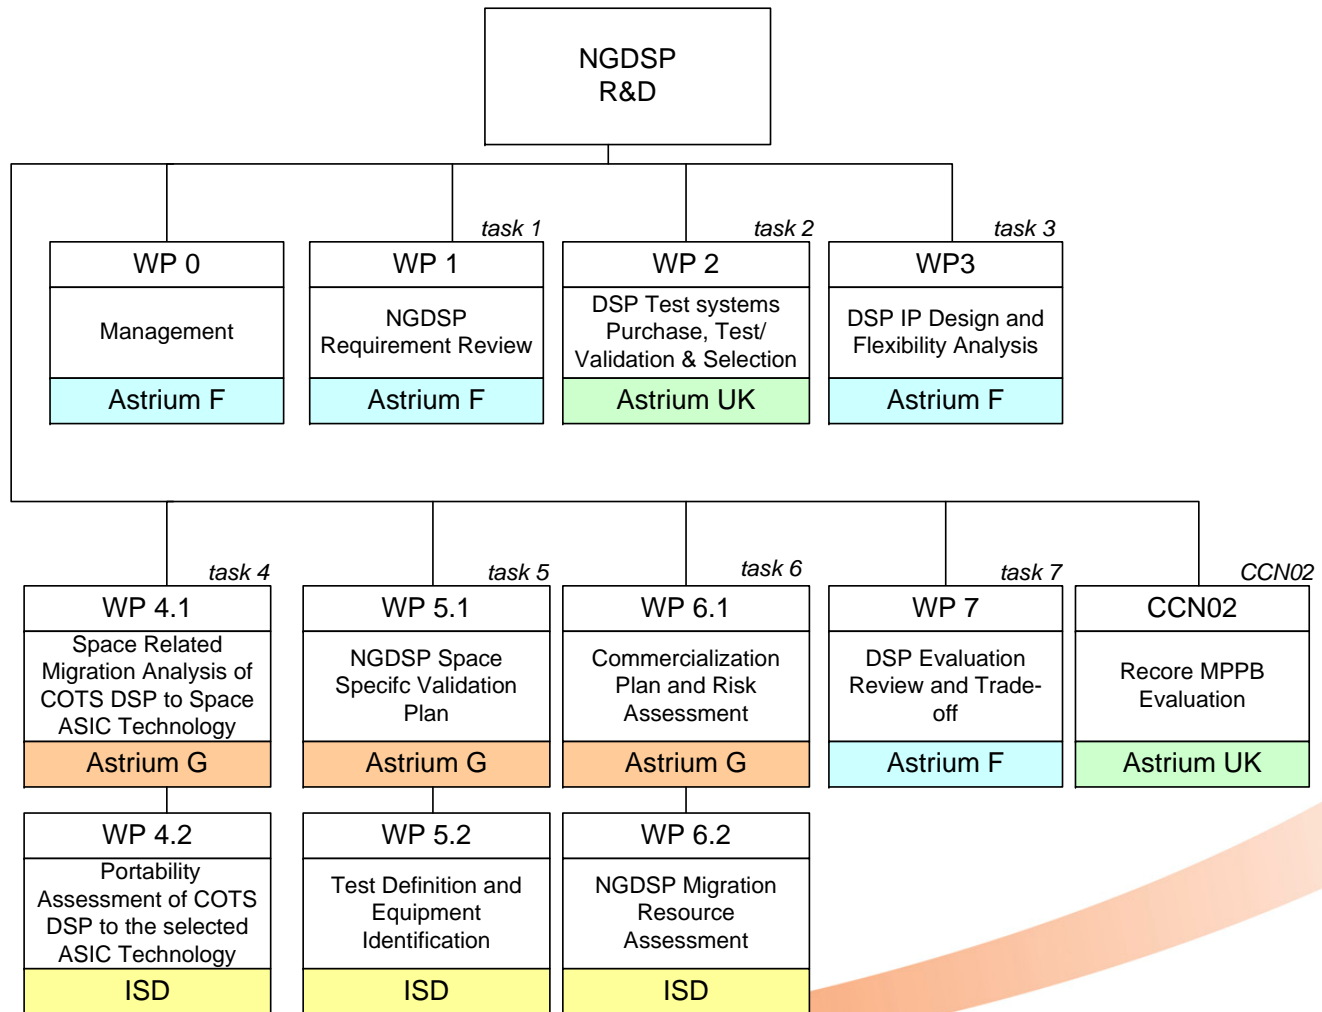 NGDSP
R&D
task 1
task 2
task 3
WP 0
Management
Astrium F
WP 1
NGDSP
Requirement Review
Astrium F
WP 2
DSP Test systems
Purchase, Test/
Validation & Selection
Astrium UK
WP3
DSP IP Design and
Flexibility Analysis
Astrium F
task 4
task 5
task 6
task 7
CCN02
WP 4.1
Space Related
Migration Analysis of
COTS DSP to Space
ASIC Technology
Astrium G
WP 5.1
NGDSP Space
Specifc Validation
Plan
Astrium G
WP 6.1
Commercialization
Plan and Risk
Assessment
Astrium G
WP 7
DSP Evaluation
Review and Trade-
off
Astrium F
CCN02
Recore MPPB
Evaluation
Astrium UK
WP 4.2
Portability
Assessment of COTS
DSP to the selected
ASIC Technology
ISD
WP 5.2
Test Definition and
Equipment
Identification
ISD
WP 6.2
NGDSP Migration
Resource
Assessment
ISD